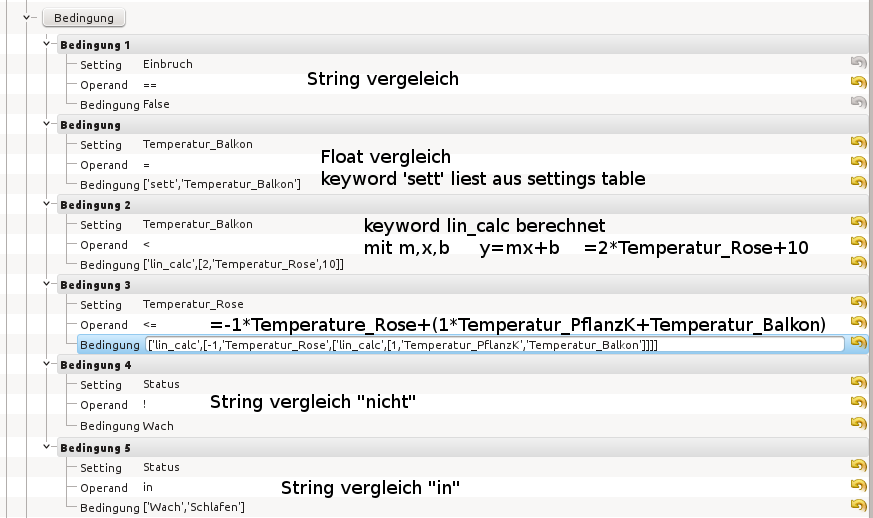 Bedingung
Bedingung 1
Setting Einbruch
String vergeleich
Operand ==
Bedingung False
Bedingung
Setting Temperatur_Balkon
Float vergleich
Operand =
keyword 'sett' liest aus settings table
Bedingung ['sett','Temperatur_Balkon']
Bedingung 2
Setting Temperatur_Balkon
keyword lin_calc berechnet
Operand <
mit m,x,b y=mx+b =2*Temperatur_Rose+10
Bedingung ['lin_calc',[2,'Temperatur_Rose',10]]
Bedingung 3
Setting Temperatur_Rose
Operand <=
=-1*Temperature_Rose+(1*Temperatur_PflanzK+Temperatur_Balkon)
Bedingung ['lin_calc',[-1,'Temperatur_Rose',['lin_calc',[1,'Temperatur_PflanzK','Temperatur_Balkon']]]]
Bedingung 4
Setting Status
Operand !
String vergleich "nicht"
Bedingung Wach
Bedingung 5
Setting Status
Operand in
String vergleich "in"
Bedingung ['Wach','Schlafen']